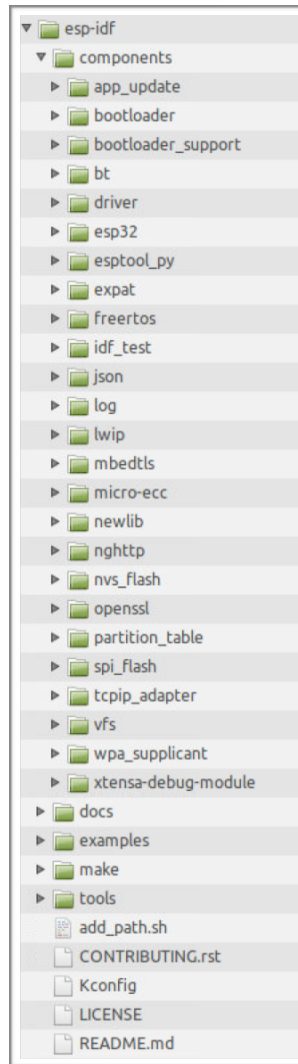 esp-idf
components
app_update
bootloader
bootloader_support
bt
driver
esp32
esptool_py
expat
freertos
idf_test
json
log
lwip
mbedtls
micro-ecc
newlib
nghttp
nvs_flash
openssl
partition_table
spi_flash
tcpip_adapter
vfs
wpa_supplicant
xtensa-debug-module
docs
examples
make
tools
add_path.sh
CONTRIBUTING.rst
Kconfig
LICENSE
README.md